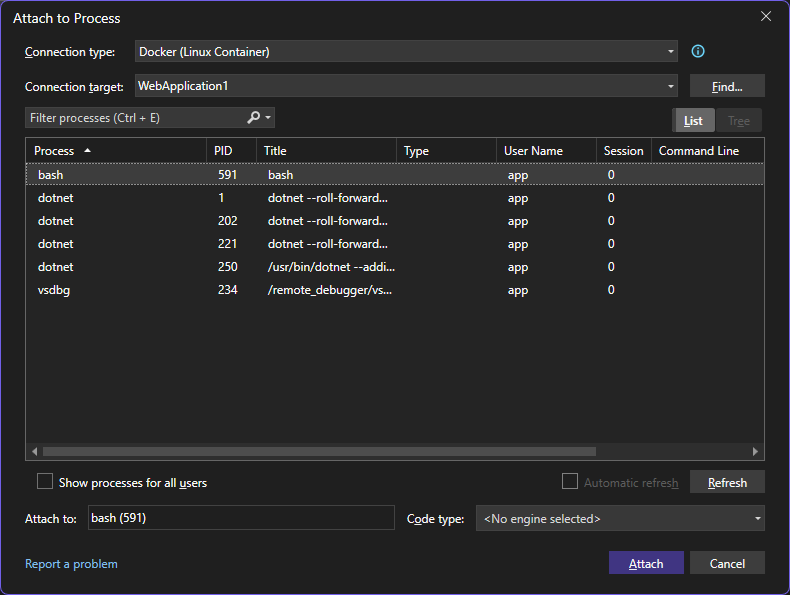 Attach to Process
Connection type: Docker (Linux Container)
Connection target: WebApplication1 Find...
Filter processes (Ctrl + E) List Tree
Process PID Title Type User Name Session Command Line
bash 591 bash app 0
dotnet 1 dotnet --roll-forward... app 0
dotnet 202 dotnet --roll-forward... app 0
dotnet 221 dotnet --roll-forward... app 0
dotnet 250 /usr/bin/dotnet --addi... app 0
vsdbg 234 /remote_debugger/vs... app 0
Show processes for all users Automatic refresh Refresh
Attach to: bash (591) Code type: <No engine selected>
Report a problem Attach Cancel